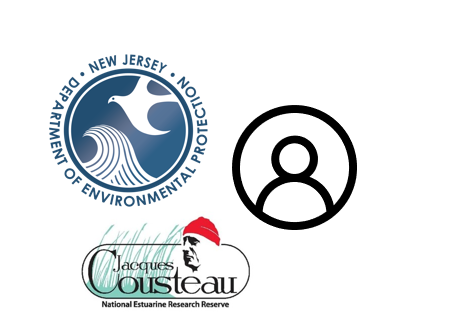 • NEW JERSEY •
DEPARTMENT OF ENVIRONMENTAL PROTECTION
Jacques
Cousteau
National Estuarine Research Reserve